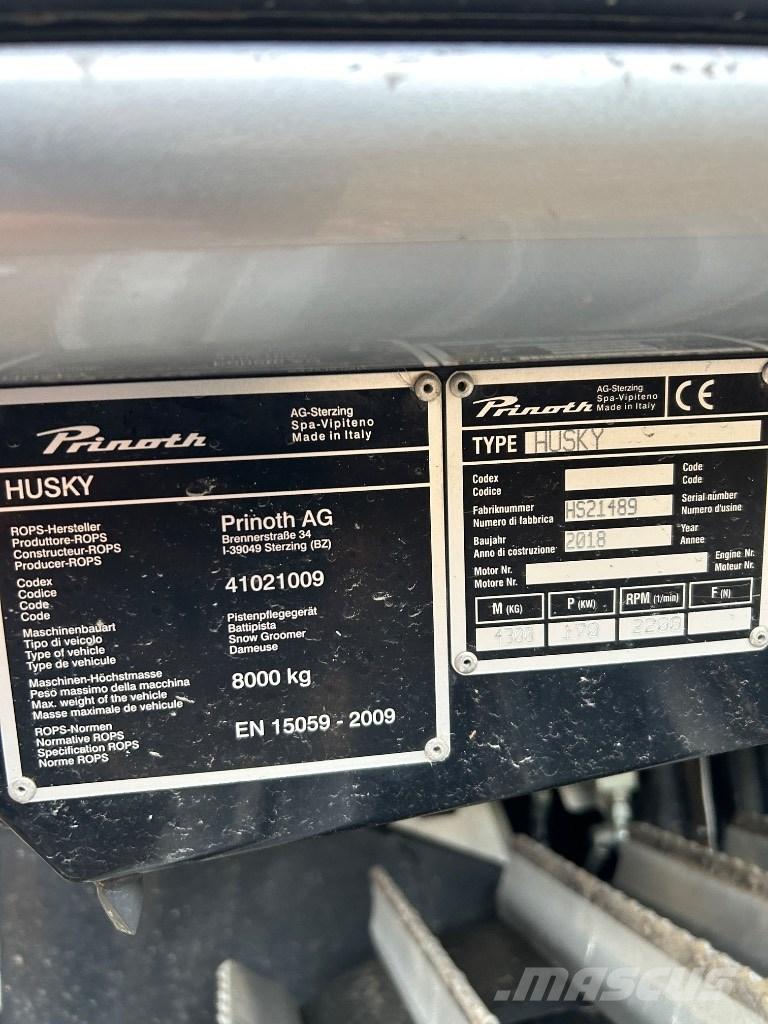 Prinoth
AG-Sterzing
Spa-Vipiteno
Made in Italy
HUSKY
ROPS-Hersteller
Produttore-ROPS
Constructeur-ROPS
Producer-ROPS
Prinoth AG
Brennerstraße 34
I-39049 Sterzing (BZ)
Codex
Codice
Code
Code
41021009
Maschinenbauart
Tipo di veicolo
Type of vehicle
Type de vehicule
Pistenpflegegerät
Battipista
Snow Groomer
Dameuse
Maschinen-Höchstmasse
Peso massimo della macchina
Max. weight of the vehicle
Masse maximale de vehicule
8000 kg
ROPS-Normen
Normative ROPS
Specification ROPS
Norme ROPS
EN 15059 - 2009
Prinoth
AG-Sterzing
Spa-Vipiteno
Made in Italy
CE
TYPE HUSKY
Codex
Codice
Code
Code
Fabriknummer
Numero di fabbrica
HS21489
Serial number
Numero d'usine
Baujahr
Anno di costruzione
2018
Year
Annee
Motor Nr.
Motore Nr.
Engine Nr.
Moteur Nr.
M (KG) P (KW) RPM (1/min) F (N)
4300 170 2200
MASCUS